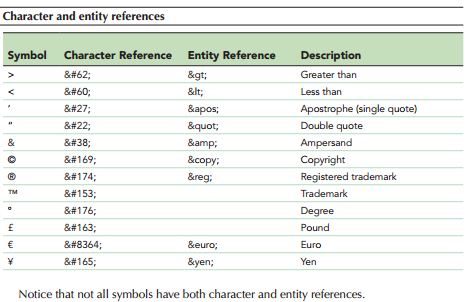 Character and entity references
Symbol Character Reference Entity Reference Description
> &#62; &gt; Greater than
< &#60; &lt; Less than
′ &#27; &apos; Apostrophe (single quote)
″ &#22; &quot; Double quote
& &#38; &amp; Ampersand
© &#169; &copy; Copyright
® &#174; &reg; Registered trademark
™ &#153; Trademark
° &#176; Degree
£ &#163; Pound
€ &#8364; &euro; Euro
¥ &#165; &yen; Yen
Notice that not all symbols have both character and entity references.